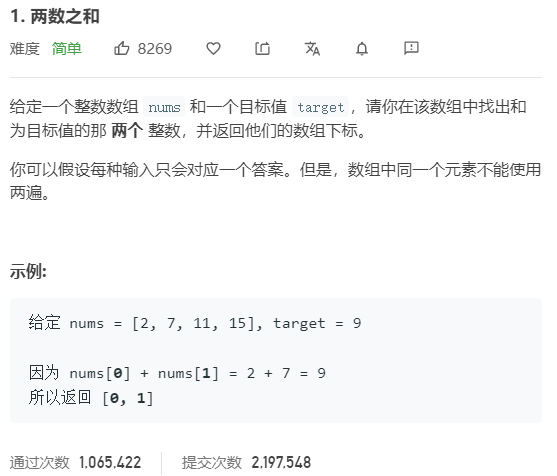 1. 两数之和
难度 简单 8269
给定一个整数数组 nums 和一个目标值 target，请你在该数组中找出和
为目标值的那 两个 整数，并返回他们的数组下标。
你可以假设每种输入只会对应一个答案。但是，数组中同一个元素不能使用
两遍。
示例:
给定 nums = [2, 7, 11, 15], target = 9
因为 nums[0] + nums[1] = 2 + 7 = 9
所以返回 [0, 1]
通过次数 1,065,422 提交次数 2,197,548